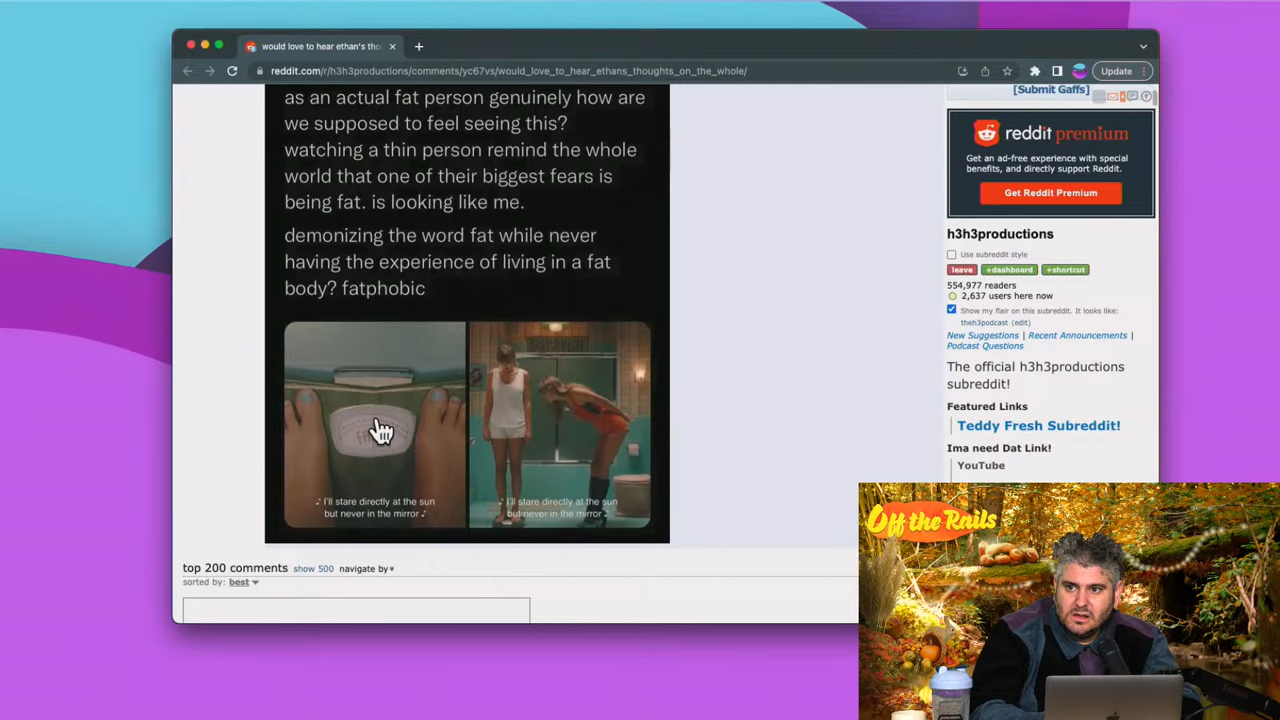 would love to hear ethan's tho
reddit.com/r/h3h3productions/comments/yc67vs/would_love_to_hear_ethans_thoughts_on_the_whole/
Update
as an actual fat person genuinely how are
we supposed to feel seeing this?
watching a thin person remind the whole
world that one of their biggest fears is
being fat. is looking like me.
demonizing the word fat while never
having the experience of living in a fat
body? fatphobic
♪ I'll stare directly at the sun
but never in the mirror ♪
♪ I'll stare directly at the sun
but never in the mirror ♪
top 200 comments show 500 navigate by
sorted by: best
[Submit Gaffs]
reddit premium
Get an ad-free experience with special
benefits, and directly support Reddit.
Get Reddit Premium
h3h3productions
Use subreddit style
leave +dashboard +shortcut
554,977 readers
2,637 users here now
Show my flair on this subreddit. It looks like:
theh3podcast (edit)
New Suggestions | Recent Announcements |
Podcast Questions
The official h3h3productions
subreddit!
Featured Links
Teddy Fresh Subreddit!
Ima need Dat Link!
YouTube
Off the Rails